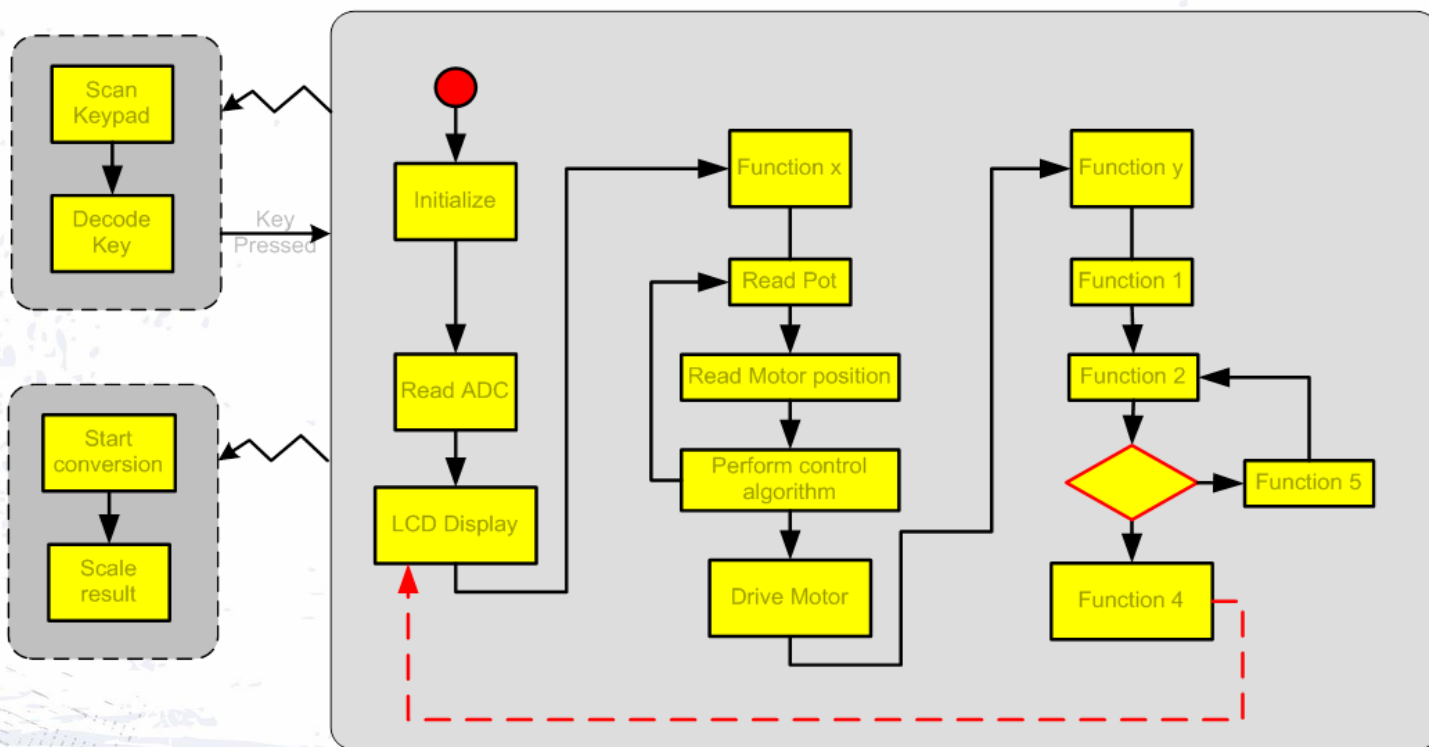 Scan
Keypad
Decode
Key
Key
Pressed
Start
conversion
Scale
result
Initialize
Read ADC
LCD Display
Function x
Read Pot
Read Motor position
Perform control
algorithm
Drive Motor
Function y
Function 1
Function 2
Function 5
Function 4